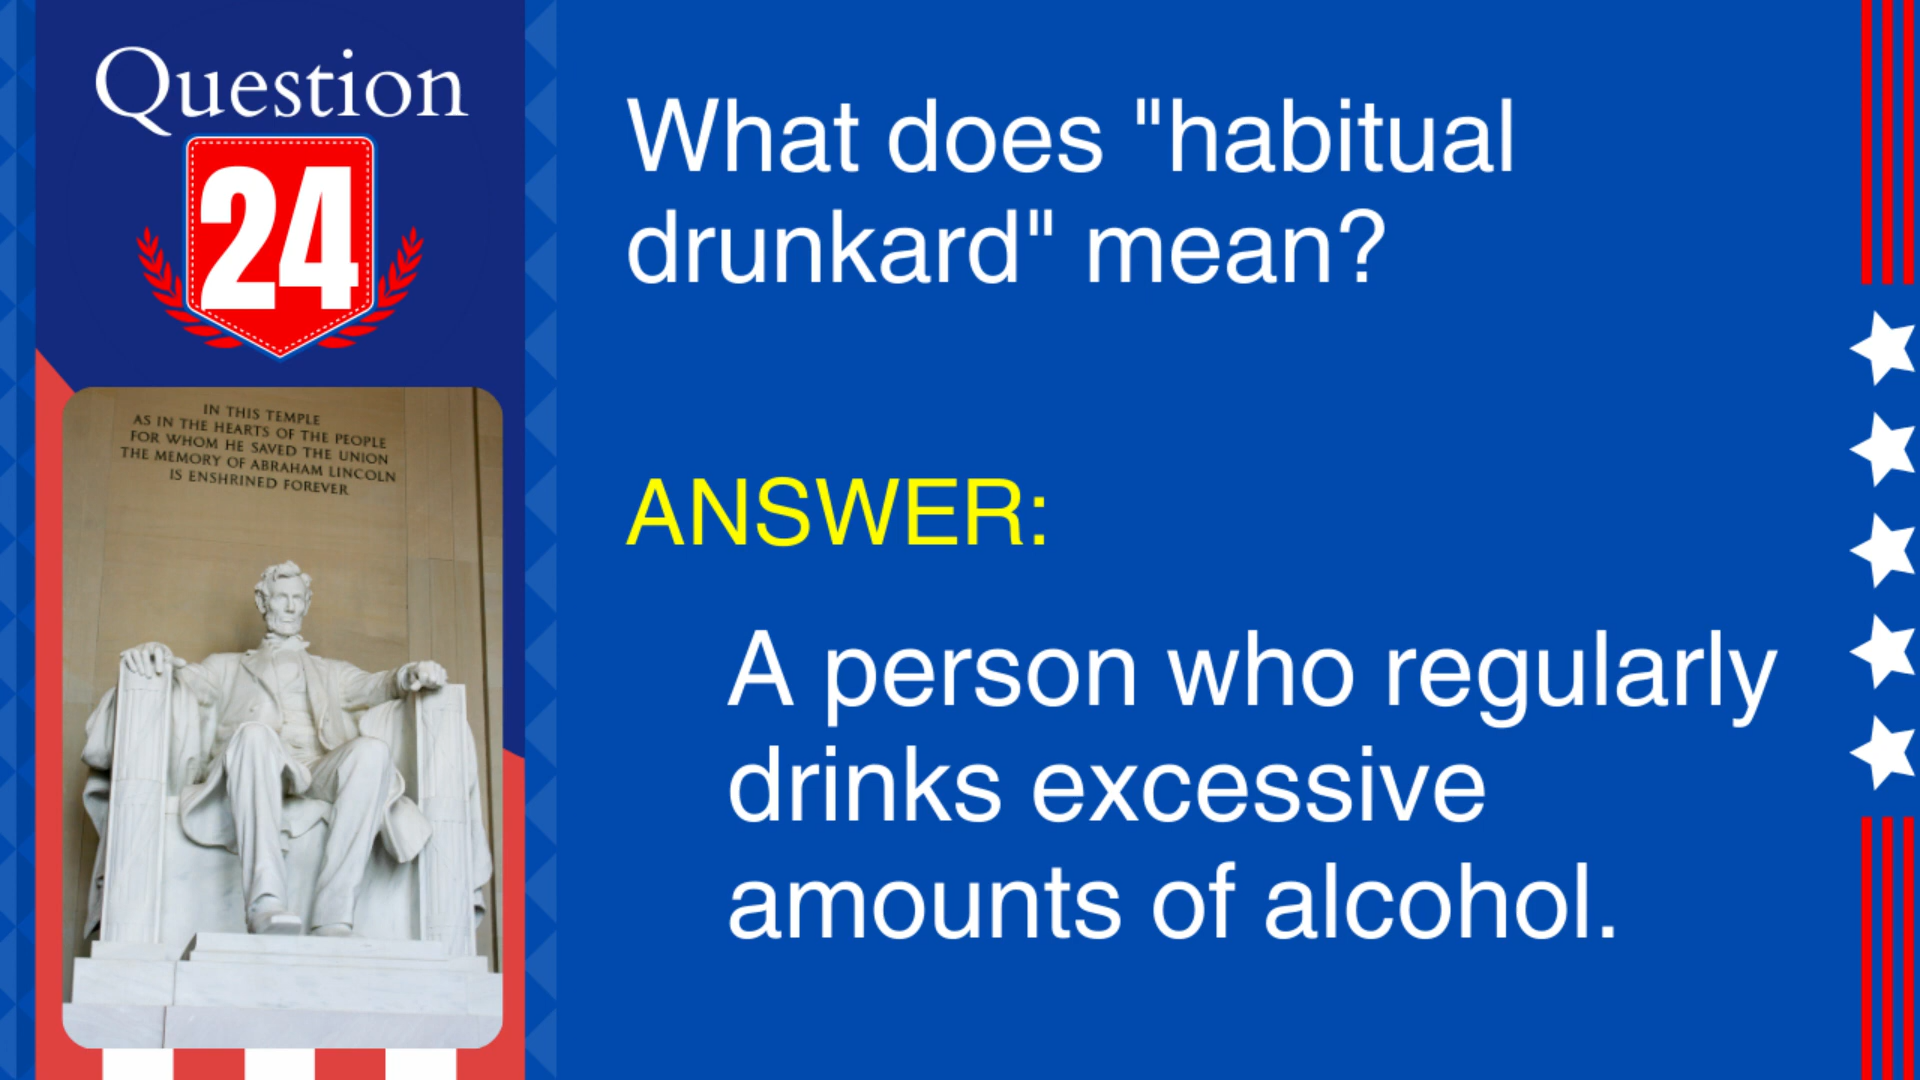 Question
24
IN THIS TEMPLE
AS IN THE HEARTS OF THE PEOPLE
FOR WHOM HE SAVED THE UNION
THE MEMORY OF ABRAHAM LINCOLN
IS ENSHRINED FOREVER
What does "habitual
drunkard" mean?
ANSWER:
A person who regularly
drinks excessive
amounts of alcohol.